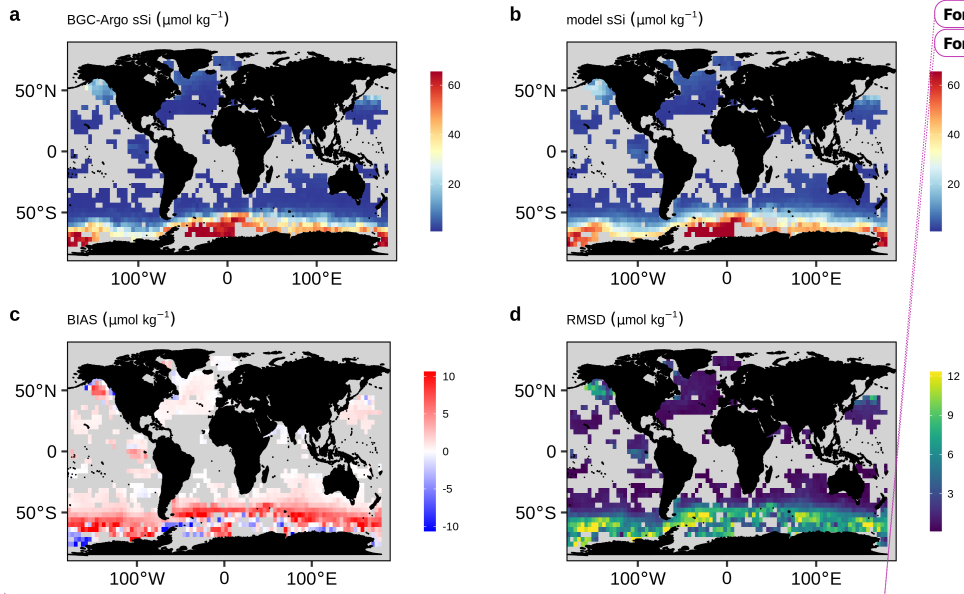 a BGC-Argo sSi (µmol kg⁻¹)
50°N
0
50°S
100°W 0 100°E
60
40
20
b model sSi (µmol kg⁻¹)
50°N
0
50°S
100°W 0 100°E
60
40
20
For
For
c BIAS (µmol kg⁻¹)
50°N
0
50°S
100°W 0 100°E
10
5
0
-5
-10
d RMSD (µmol kg⁻¹)
50°N
0
50°S
100°W 0 100°E
12
9
6
3